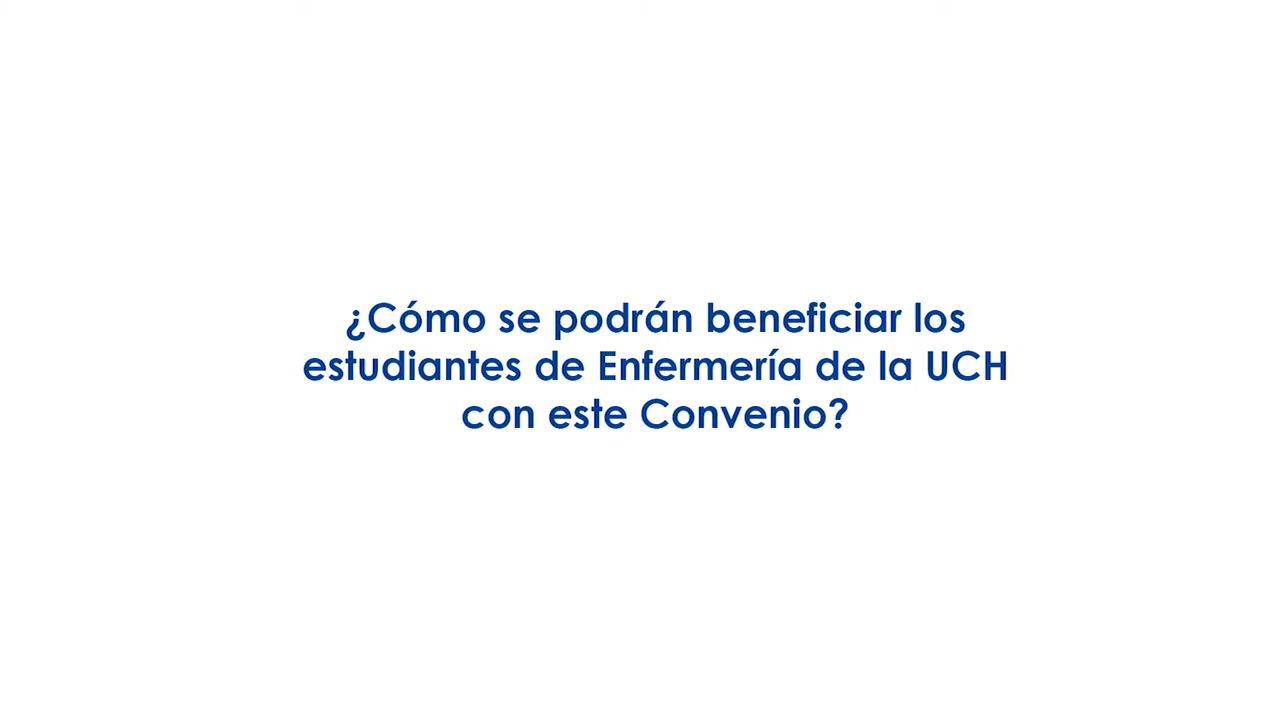 ¿Cómo se podrán beneficiar los
estudiantes de Enfermería de la UCH
con este Convenio?